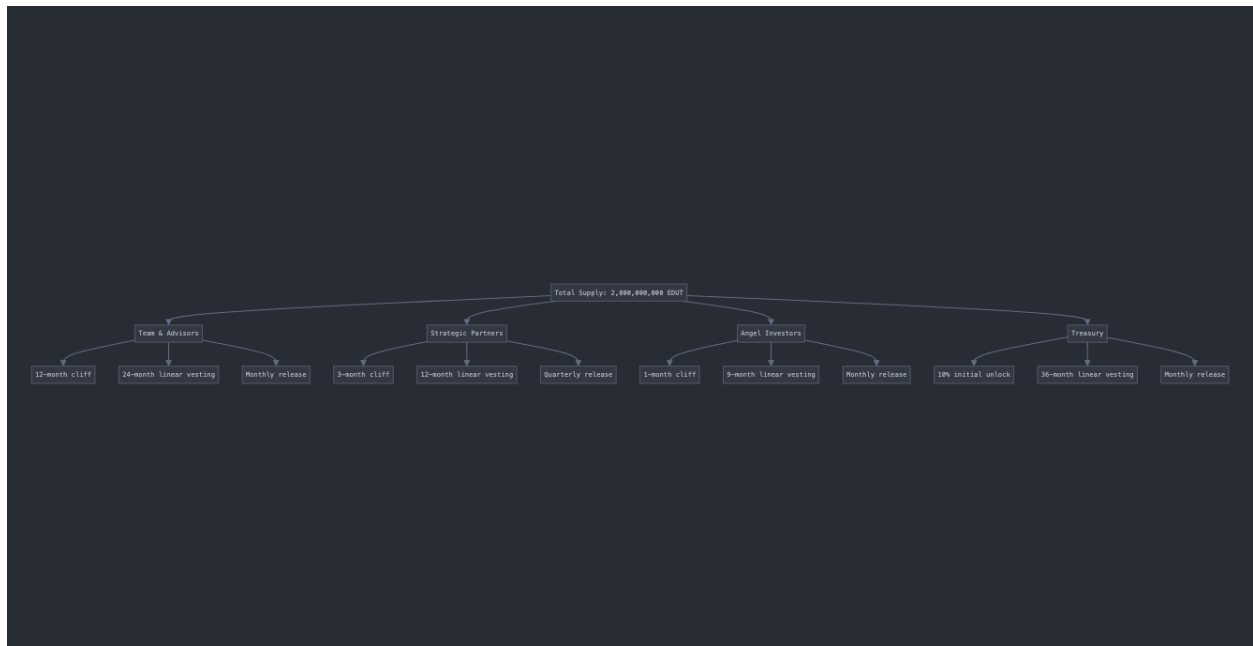 Total Supply: 2,000,000,000 EDUT
Team & Advisors
Strategic Partners
Angel Investors
Treasury
12-month cliff
24-month linear vesting
Monthly release
3-month cliff
12-month linear vesting
Quarterly release
1-month cliff
9-month linear vesting
Monthly release
10% initial unlock
36-month linear vesting
Monthly release